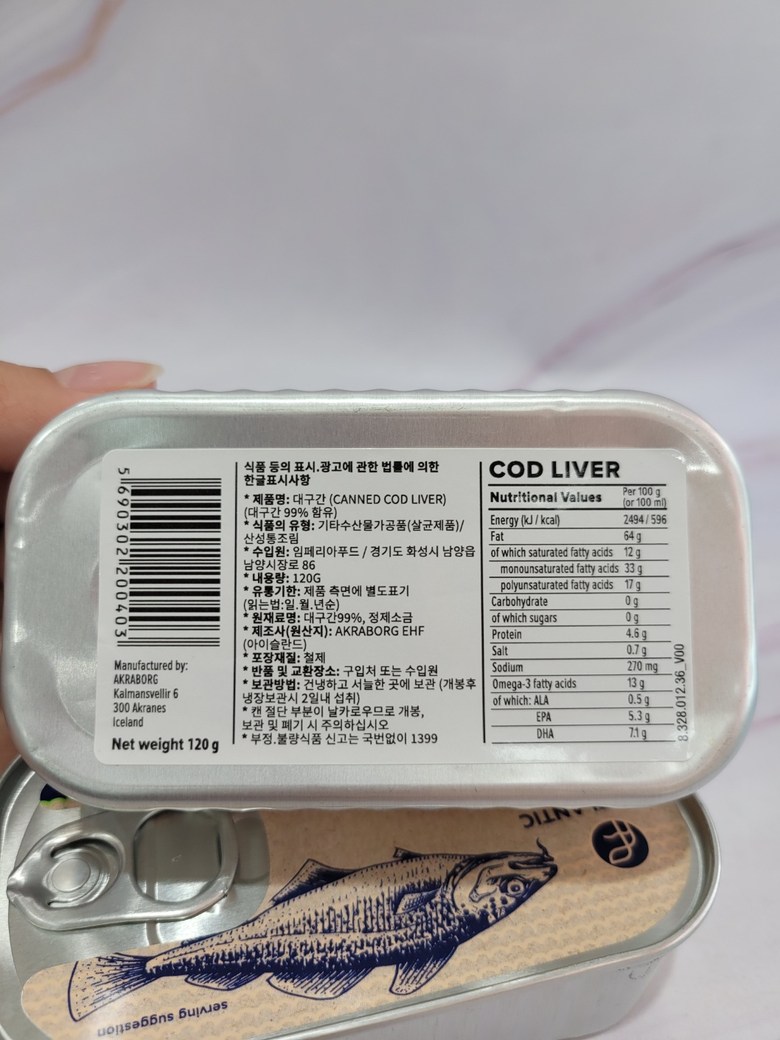 5 690302 200403
Manufactured by:
AKRABORG
Kalmansvellir 6
300 Akranes
Iceland
Net weight 120 g
식품 등의 표시.광고에 관한 법률에 의한
한글표시사항
* 제품명: 대구간 (CANNED COD LIVER)
(대구간 99% 함유)
* 식품의 유형: 기타수산물가공품(살균제품)/
산성통조림
* 수입원: 임페리아푸드 / 경기도 화성시 남양읍
남양시장로 86
* 내용량: 120G
* 유통기한: 제품 측면에 별도표기
(읽는법:일.월.년순)
* 원재료명: 대구간99%, 정제소금
* 제조사(원산지): AKRABORG EHF
(아이슬란드)
* 포장재질: 철제
* 반품 및 교환장소: 구입처 또는 수입원
* 보관방법: 건냉하고 서늘한 곳에 보관 (개봉후
냉장보관시 2일내 섭취)
* 캔 절단 부분이 날카로우므로 개봉,
보관 및 폐기 시 주의하십시오
* 부정.불량식품 신고는 국번없이 1399
COD LIVER
Nutritional Values Per 100 g
(or 100 ml)
Energy (kJ / kcal) 2494 / 596
Fat 64 g
of which saturated fatty acids 12 g
monounsaturated fatty acids 33 g
polyunsaturated fatty acids 17 g
Carbohydrate 0 g
of which sugars 0 g
Protein 4.6 g
Salt 0.7 g
Sodium 270 mg
Omega-3 fatty acids 13 g
of which: ALA 0.5 g
EPA 5.3 g
DHA 7.1 g
8.328.012.36_V00
serving suggestion